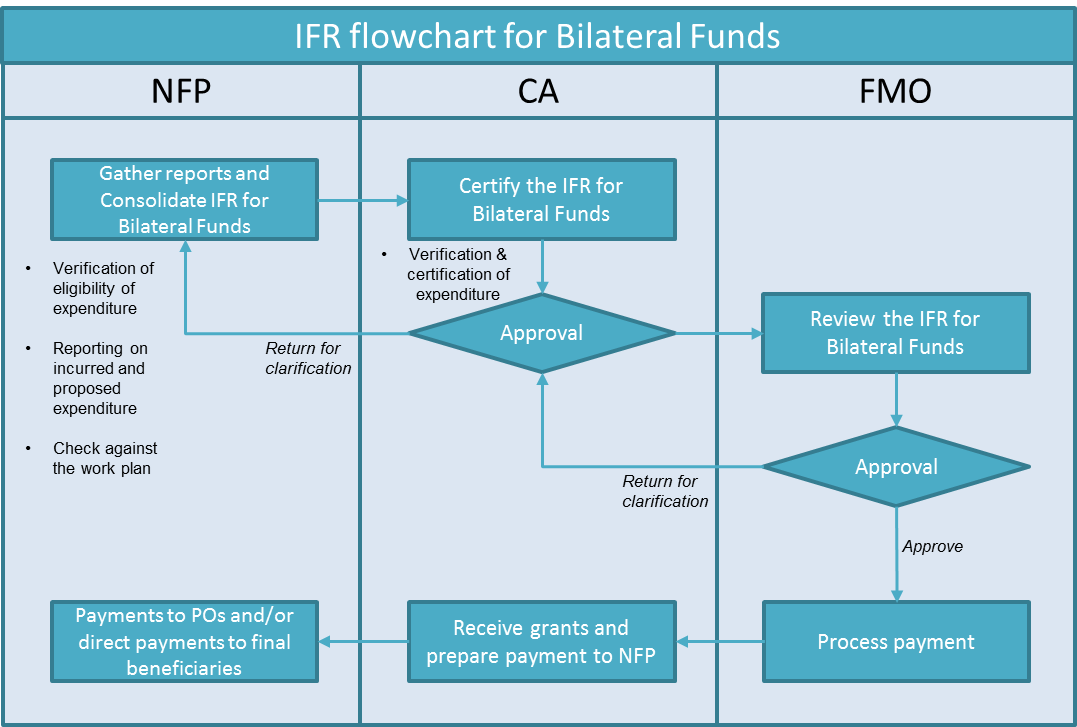 IFR flowchart for Bilateral Funds
NFP
CA
FMO
Gather reports and
Consolidate IFR for
Bilateral Funds
Certify the IFR for
Bilateral Funds
• Verification of
eligibility of
expenditure
• Reporting on
incurred and
proposed
expenditure
• Check against
the work plan
• Verification &
certification of
expenditure
Approval
Return for
clarification
Review the IFR for
Bilateral Funds
Approval
Return for
clarification
Approve
Payments to POs and/or
direct payments to final
beneficiaries
Receive grants and
prepare payment to NFP
Process payment